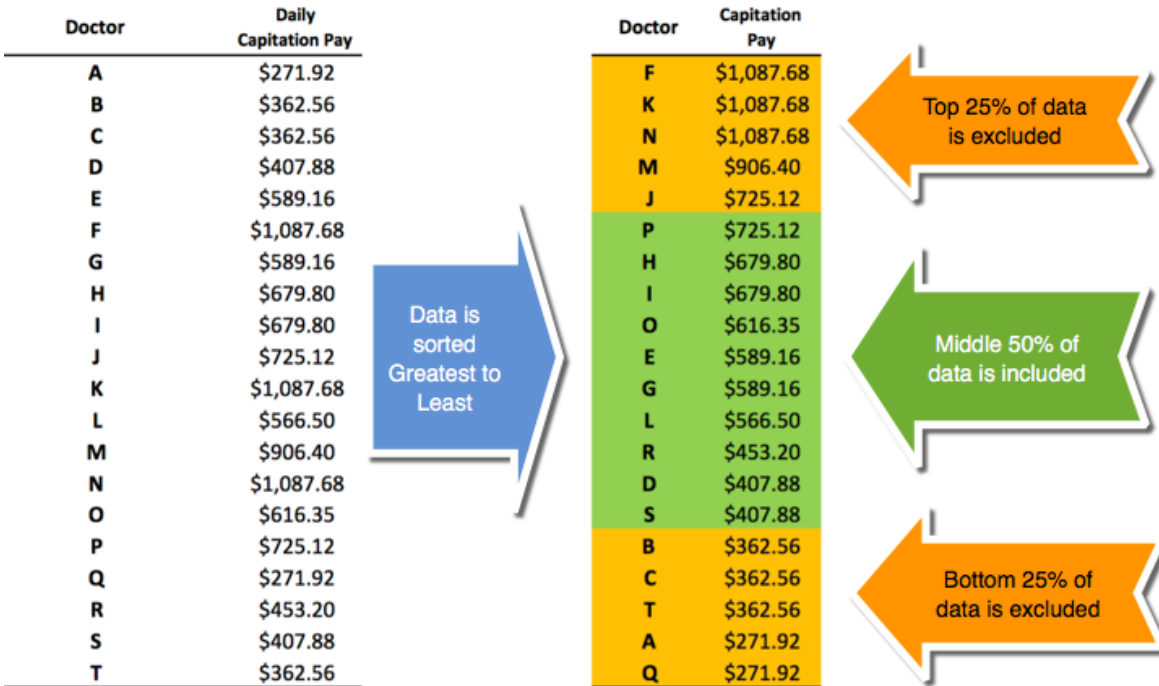 Doctor Daily Capitation Pay
A $271.92
B $362.56
C $362.56
D $407.88
E $589.16
F $1,087.68
G $589.16
H $679.80
I $679.80
J $725.12
K $1,087.68
L $566.50
M $906.40
N $1,087.68
O $616.35
P $725.12
Q $271.92
R $453.20
S $407.88
T $362.56
Data is
sorted
Greatest to
Least
Doctor Capitation Pay
F $1,087.68
K $1,087.68
N $1,087.68
M $906.40
J $725.12
P $725.12
H $679.80
I $679.80
O $616.35
E $589.16
G $589.16
L $566.50
R $453.20
D $407.88
S $407.88
B $362.56
C $362.56
T $362.56
A $271.92
Q $271.92
Top 25% of data
is excluded
Middle 50% of
data is included
Bottom 25% of
data is excluded